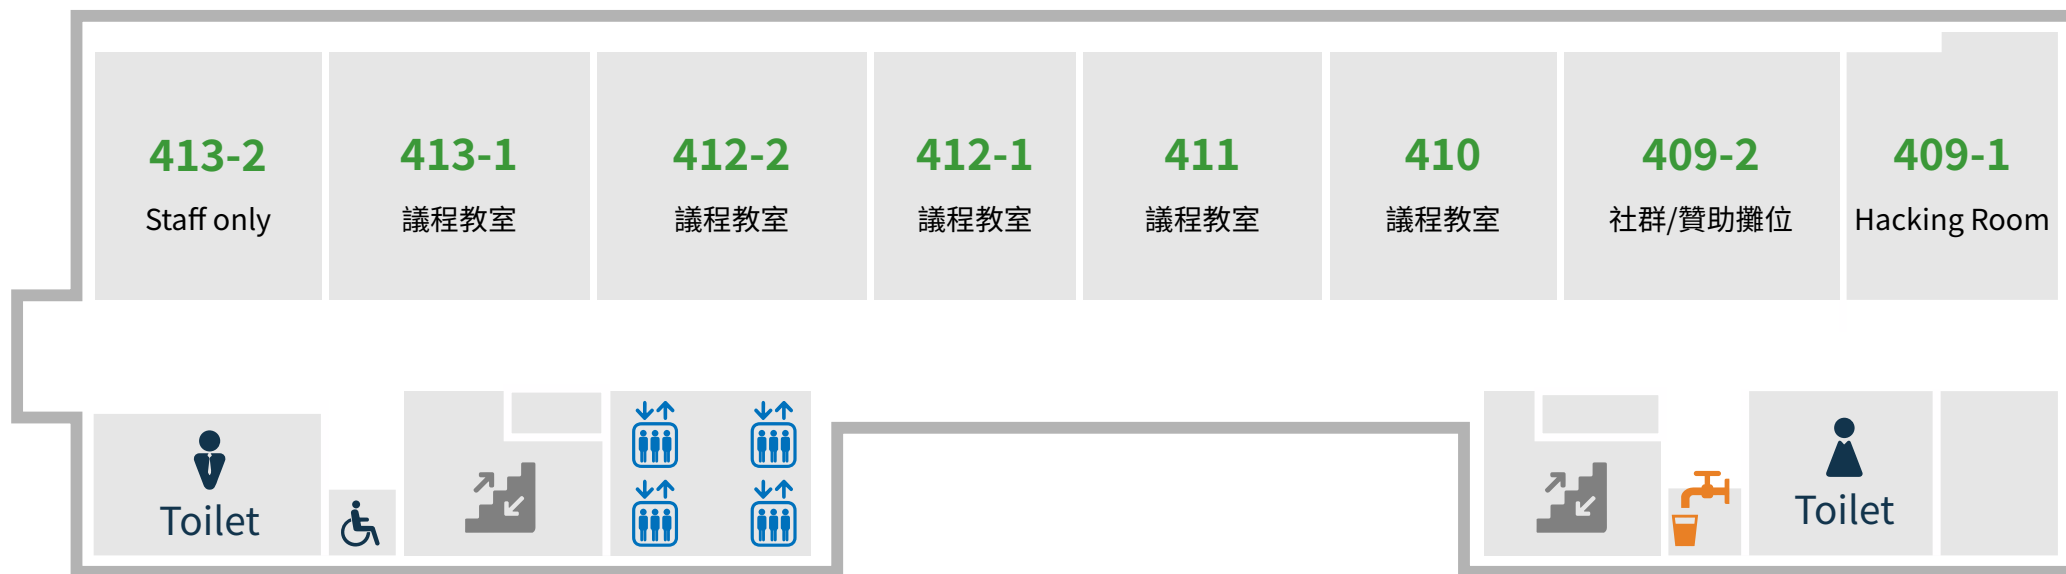 413-2
Staff only
413-1
議程教室
412-2
議程教室
412-1
議程教室
411
議程教室
410
議程教室
409-2
社群/贊助攤位
409-1
Hacking Room
Toilet
Toilet